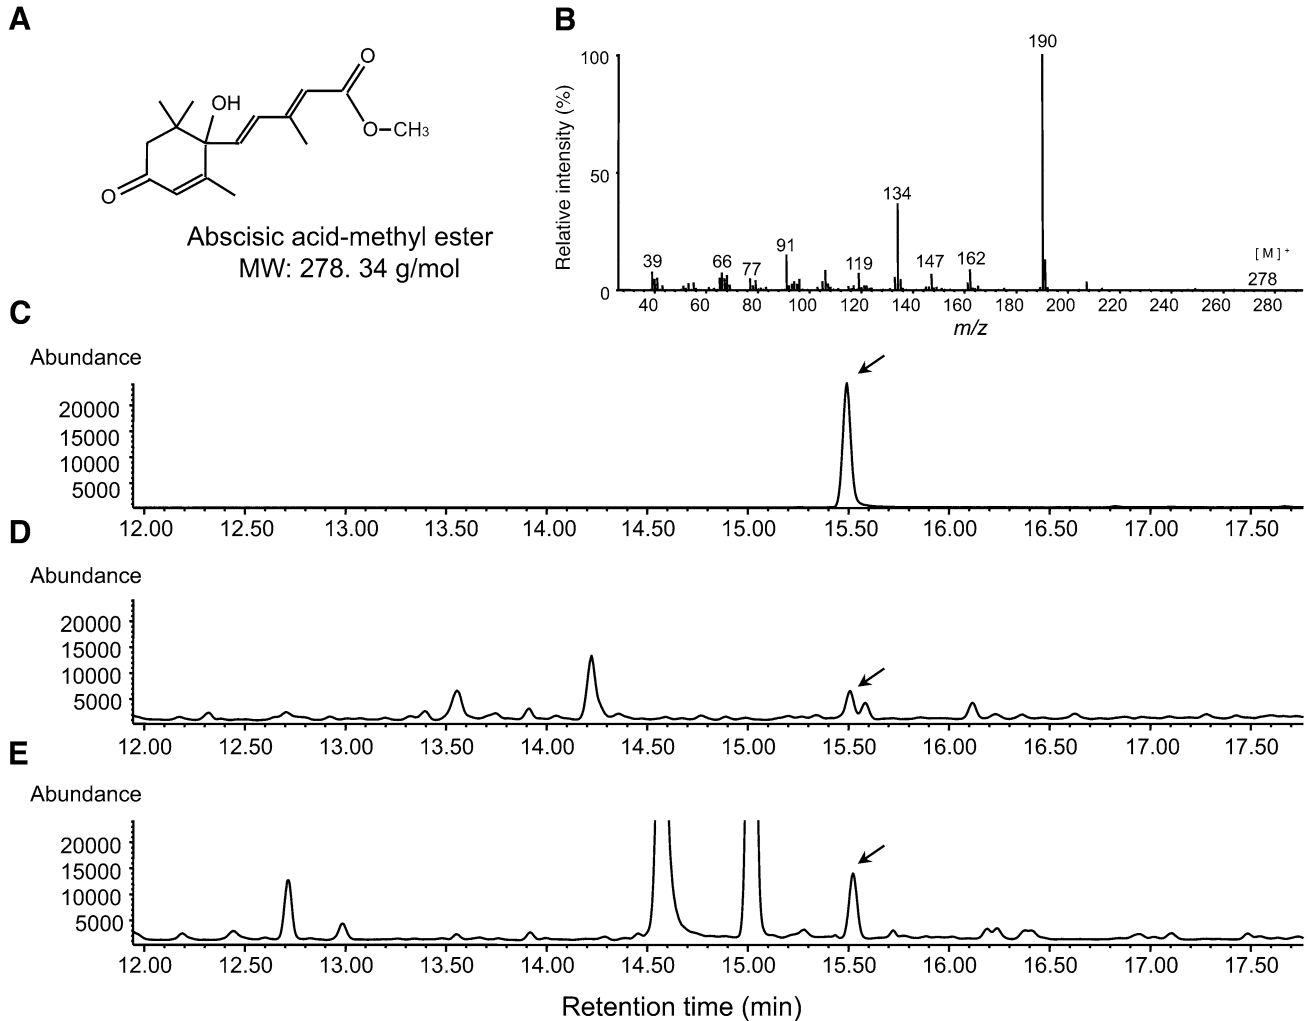 A
O
OH
O
CH3
O
Abscisic acid-methyl ester
MW: 278. 34 g/mol
B
Relative intensity (%)
100
50
0
39
66
77
91
119
134
147
162
190
[ M ] +
278
40 60 80 100 120 140 160 180 200 220 240 260 280
m/z
C
Abundance
20000
15000
10000
5000
12.00 12.50 13.00 13.50 14.00 14.50 15.00 15.50 16.00 16.50 17.00 17.50
D
Abundance
20000
15000
10000
5000
12.00 12.50 13.00 13.50 14.00 14.50 15.00 15.50 16.00 16.50 17.00 17.50
E
Abundance
20000
15000
10000
5000
12.00 12.50 13.00 13.50 14.00 14.50 15.00 15.50 16.00 16.50 17.00 17.50
Retention time (min)